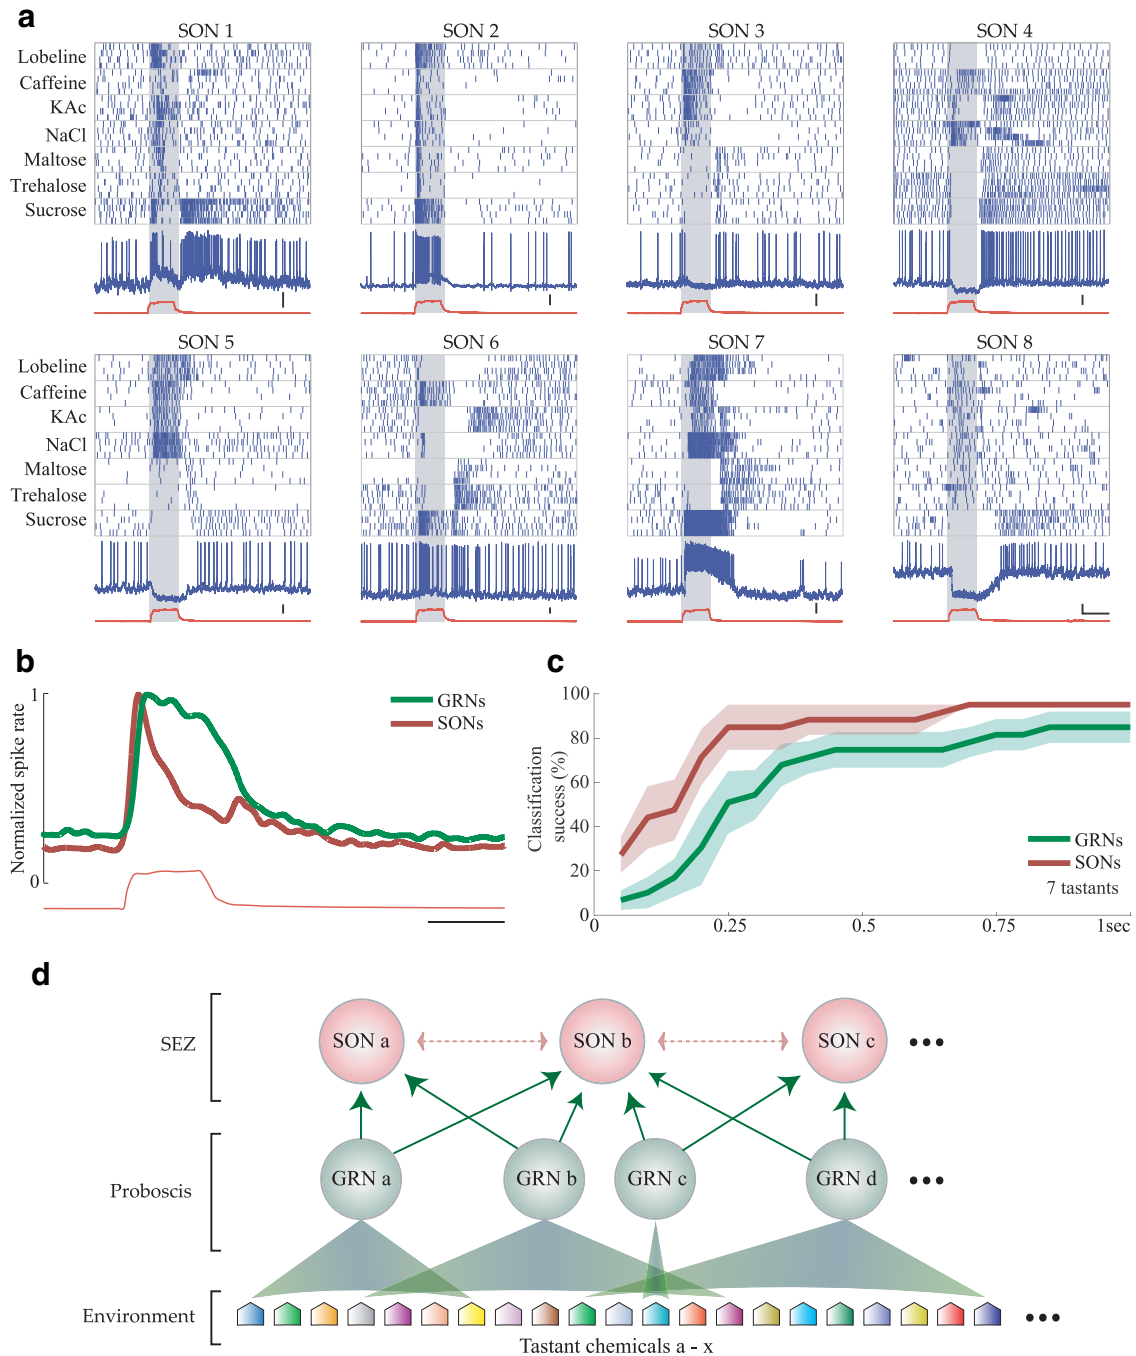 a
SON 1
SON 2
SON 3
SON 4
Lobeline
Caffeine
KAc
NaCl
Maltose
Trehalose
Sucrose
SON 5
SON 6
SON 7
SON 8
Lobeline
Caffeine
KAc
NaCl
Maltose
Trehalose
Sucrose
b
Normalized spike rate
1
0
GRNs
SONs
c
Classification
success (%)
100
80
60
40
20
0
0
0.25
0.5
0.75
1sec
GRNs
SONs
7 tastants
d
SEZ
SON a
SON b
SON c
Proboscis
GRN a
GRN b
GRN c
GRN d
Environment
Tastant chemicals a - x